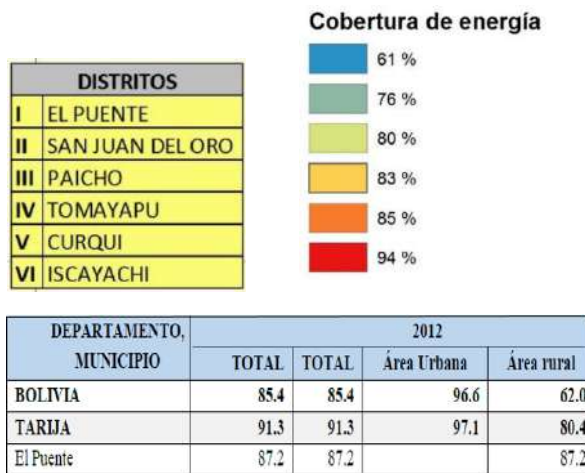 Cobertura de energía
61 %
76 %
80 %
83 %
85 %
94 %
DISTRITOS
I EL PUENTE
II SAN JUAN DEL ORO
III PAICHO
IV TOMAYAPU
V CURQUI
VI ISCAYACHI
DEPARTAMENTO, MUNICIPIO 2012
TOTAL TOTAL Área Urbana Área rural
BOLIVIA 85.4 85.4 96.6 62.0
TARIJA 91.3 91.3 97.1 80.4
El Puente 87.2 87.2 87.2